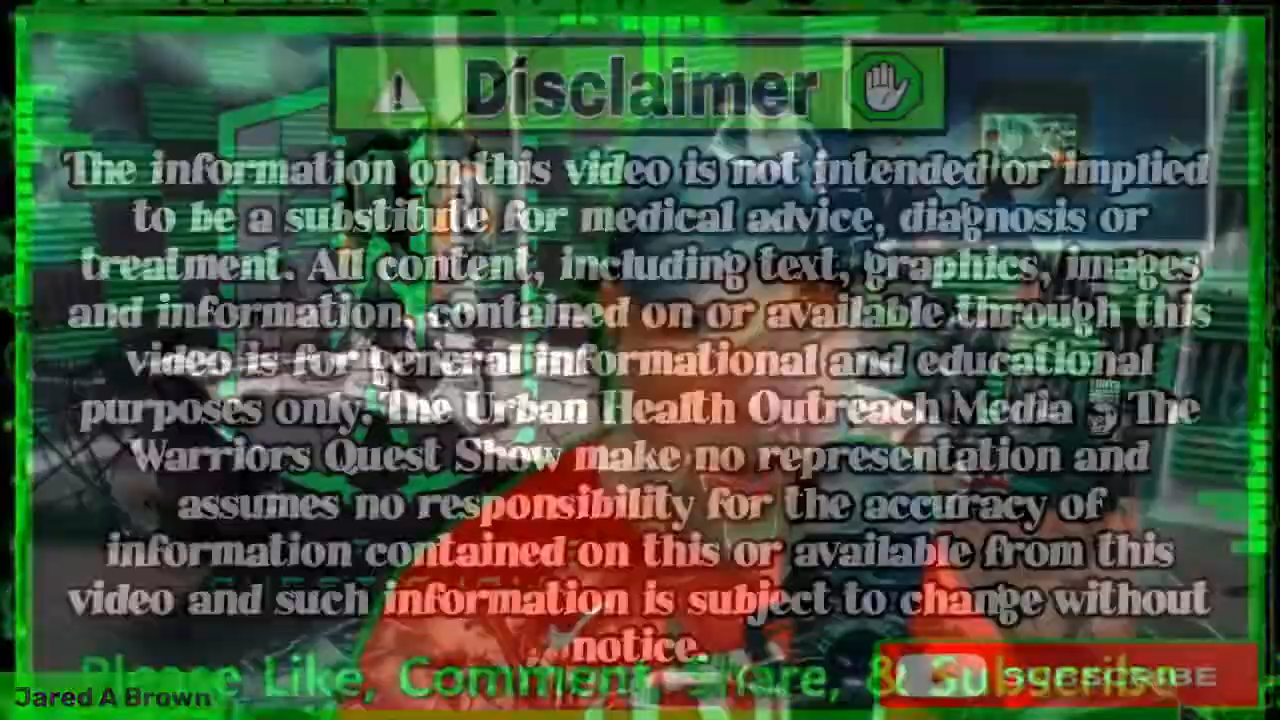 Disclaimer
The information on this video is not intended or implied
to be a substitute for medical advice, diagnosis or
treatment. All content, including text, graphics, images
and information, contained on or available through this
video is for general informational and educational
purposes only. The Urban Health Outreach Media The
Warriors Quest Show make no representation and
assumes no responsibility for the accuracy of
information contained on this or available from this
video and such information is subject to change without
notice.
Please Like, Comment, Share, & Subscribe
SUBSCRIBE
Jared A Brown